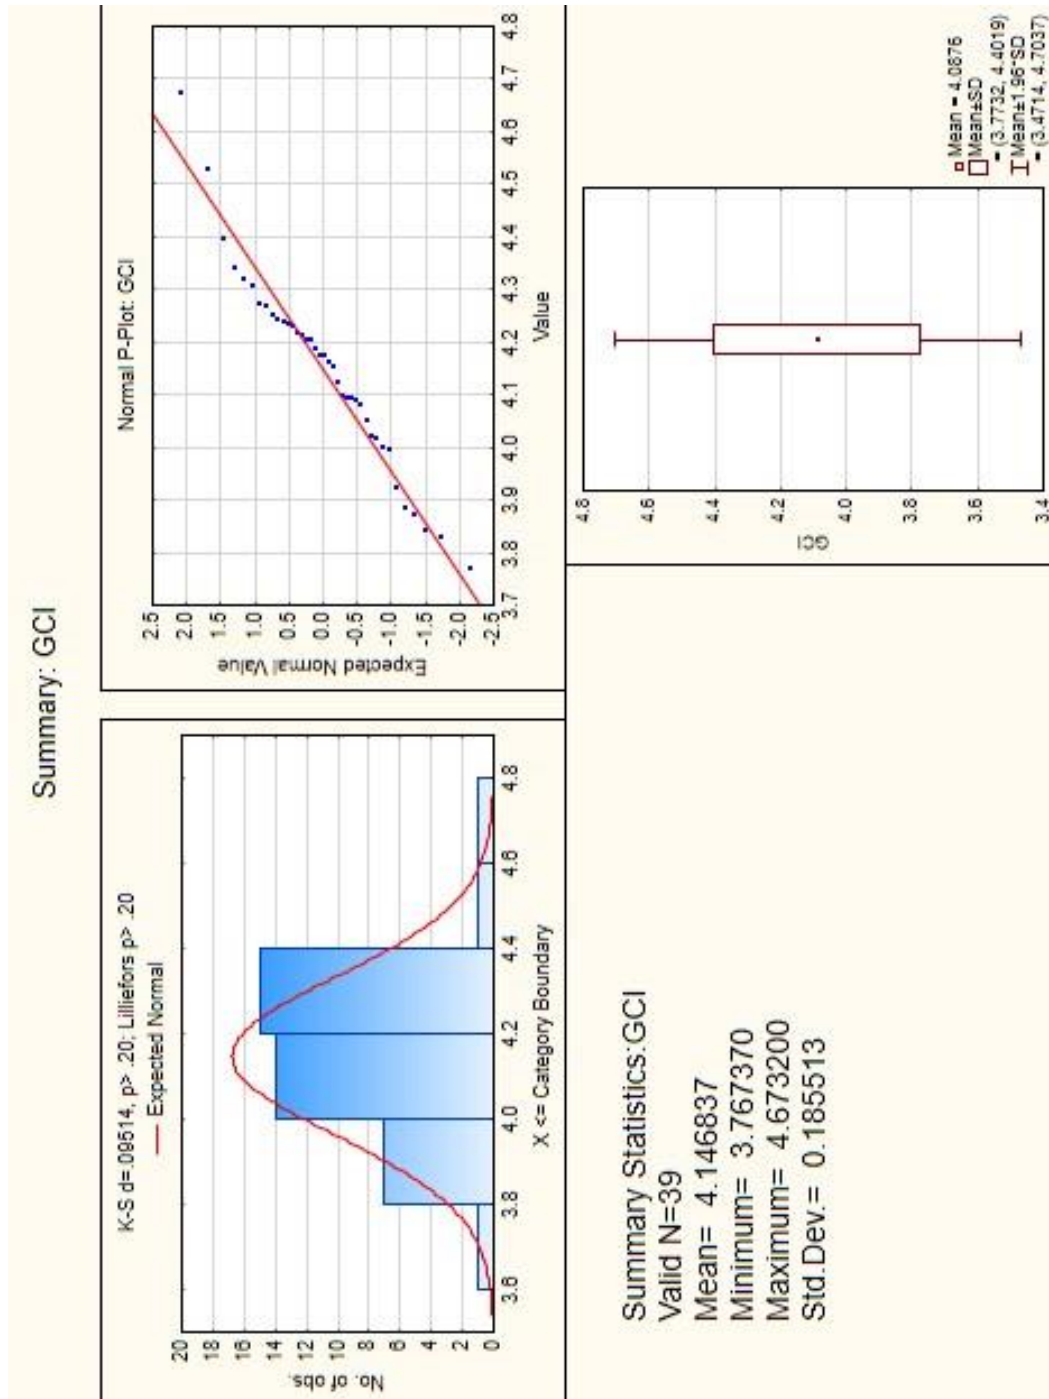 Summary: GCI
K-S d=.09514, p> .20; Lilliefors p> .20
Expected Normal
20
18
16
14
12
10
8
6
4
2
0
No. of obs.
3.6 3.8 4.0 4.2 4.4 4.6 4.8
X <= Category Boundary
Normal P-Plot: GCI
2.5
2.0
1.5
1.0
0.5
0.0
-0.5
-1.0
-1.5
-2.0
-2.5
Expected Normal Value
3.7 3.8 3.9 4.0 4.1 4.2 4.3 4.4 4.5 4.6 4.7 4.8
Value
Summary Statistics:GCI
Valid N=39
Mean= 4.146837
Minimum= 3.767370
Maximum= 4.673200
Std.Dev.= 0.185513
4.8
4.6
4.4
4.2
4.0
3.8
3.6
3.4
GCI
Mean = 4.0876
Mean±SD
= (3.7732, 4.4019)
Mean±1.96*SD
= (3.4714, 4.7037)